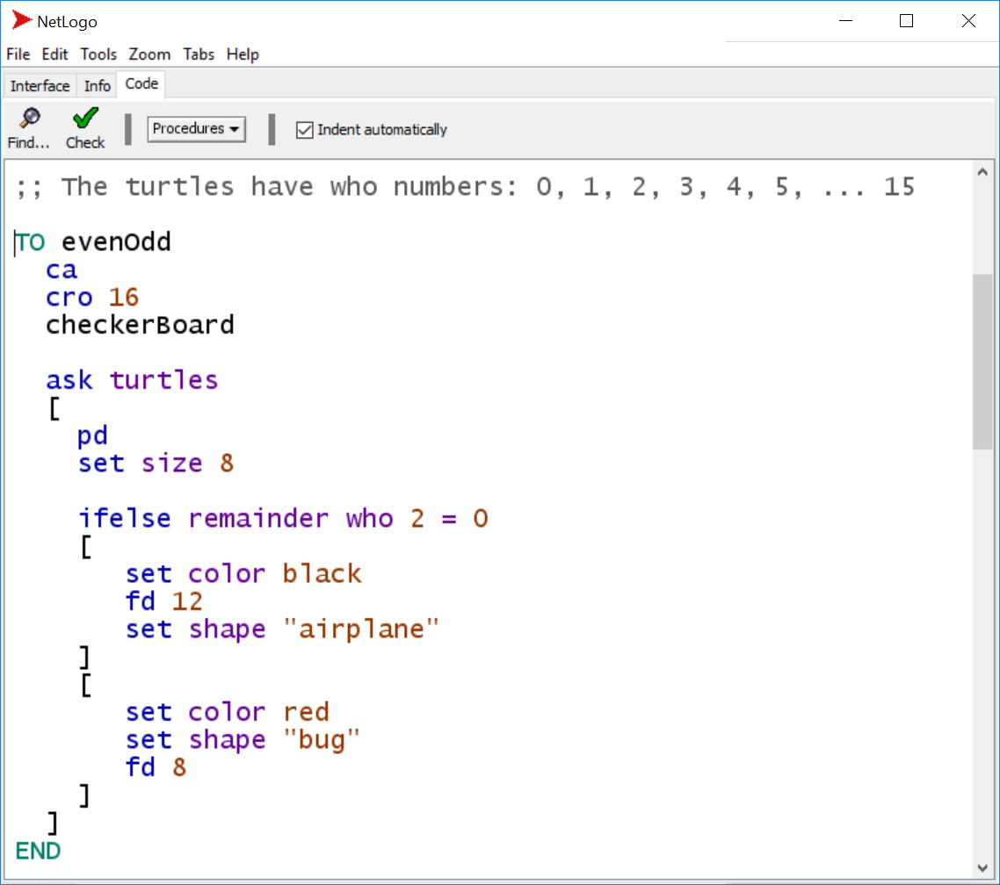 NetLogo
File Edit Tools Zoom Tabs Help
Interface Info Code
Find... Check Procedures Indent automatically
;; The turtles have who numbers: 0, 1, 2, 3, 4, 5, ... 15
TO evenOdd
ca
cro 16
checkerBoard
ask turtles
[
pd
set size 8
ifelse remainder who 2 = 0
[
set color black
fd 12
set shape "airplane"
]
[
set color red
set shape "bug"
fd 8
]
]
END